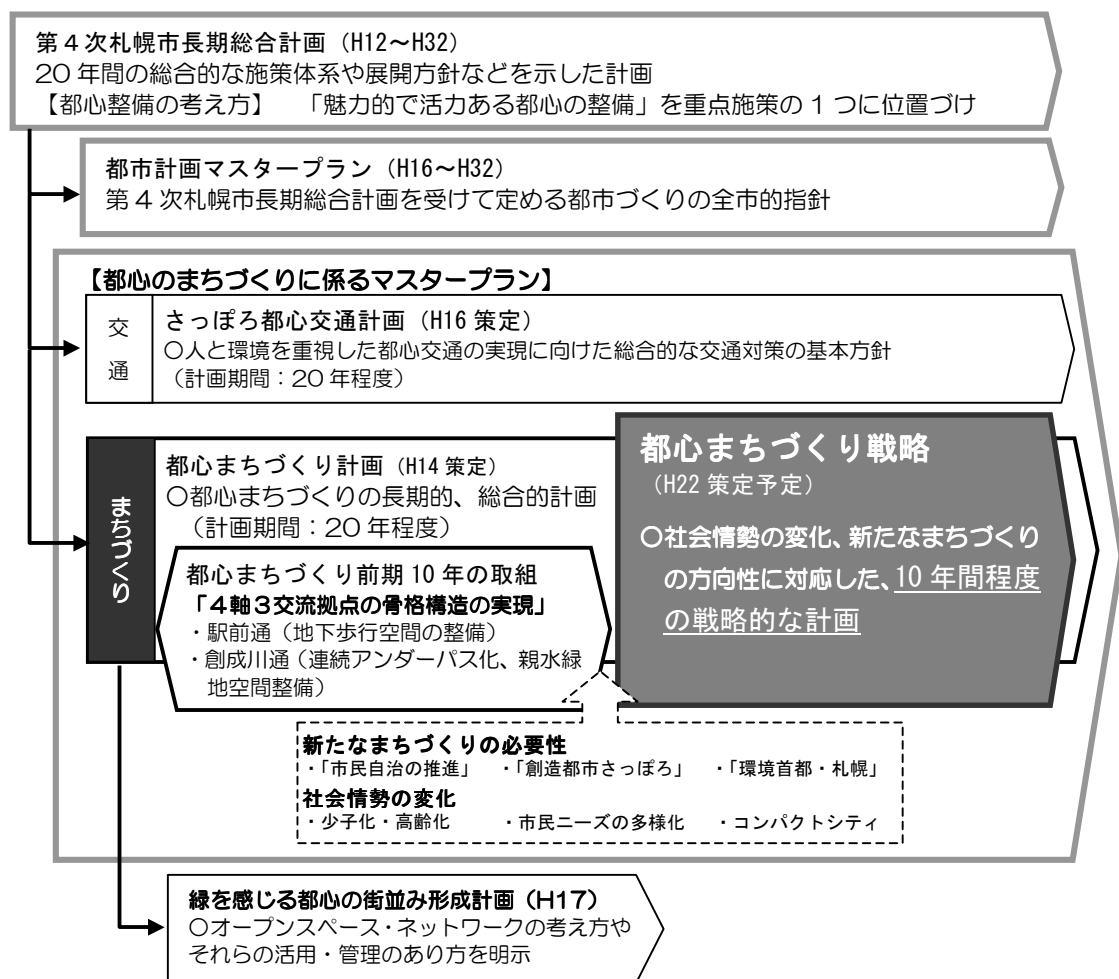 第４次札幌市長期総合計画（H12～H32）
20 年間の総合的な施策体系や展開方針などを示した計画
【都心整備の考え方】　「魅力的で活力ある都心の整備」を重点施策の 1 つに位置づけ
都市計画マスタープラン（H16～H32）
第 4 次札幌市長期総合計画を受けて定める都市づくりの全市的指針
【都心のまちづくりに係るマスタープラン】
交通
さっぽろ都心交通計画（H16 策定）
○人と環境を重視した都心交通の実現に向けた総合的な交通対策の基本方針
（計画期間：20 年程度）
まちづくり
都心まちづくり計画（H14 策定）
○都心まちづくりの長期的、総合的計画
（計画期間：20 年程度）
都心まちづくり前期 10 年の取組
「４軸３交流拠点の骨格構造の実現」
・駅前通（地下歩行空間の整備）
・創成川通（連続アンダーパス化、親水緑
地空間整備）
都心まちづくり戦略
（H22 策定予定）
○社会情勢の変化、新たなまちづくり
の方向性に対応した、10 年間程度
の戦略的な計画
新たなまちづくりの必要性
・「市民自治の推進」　・「創造都市さっぽろ」　・「環境首都・札幌」
社会情勢の変化
・少子化・高齢化　・市民ニーズの多様化　・コンパクトシティ
緑を感じる都心の街並み形成計画（H17）
○オープンスペース・ネットワークの考え方や
それらの活用・管理のあり方を明示